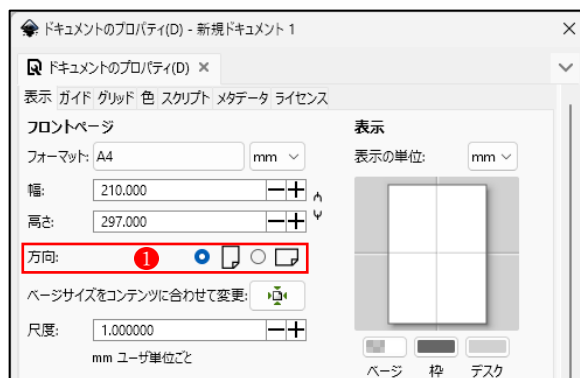 ドキュメントのプロパティ(D) - 新規ドキュメント 1
ドキュメントのプロパティ(D)
表示 ガイド グリッド 色 スクリプト メタデータ ライセンス
フロントページ
フォーマット: A4 mm
幅: 210.000
高さ: 297.000
方向: 1
ページサイズをコンテンツに合わせて変更:
尺度: 1.000000
mm ユーザ単位ごと
表示
表示の単位: mm
ページ 枠 デスク